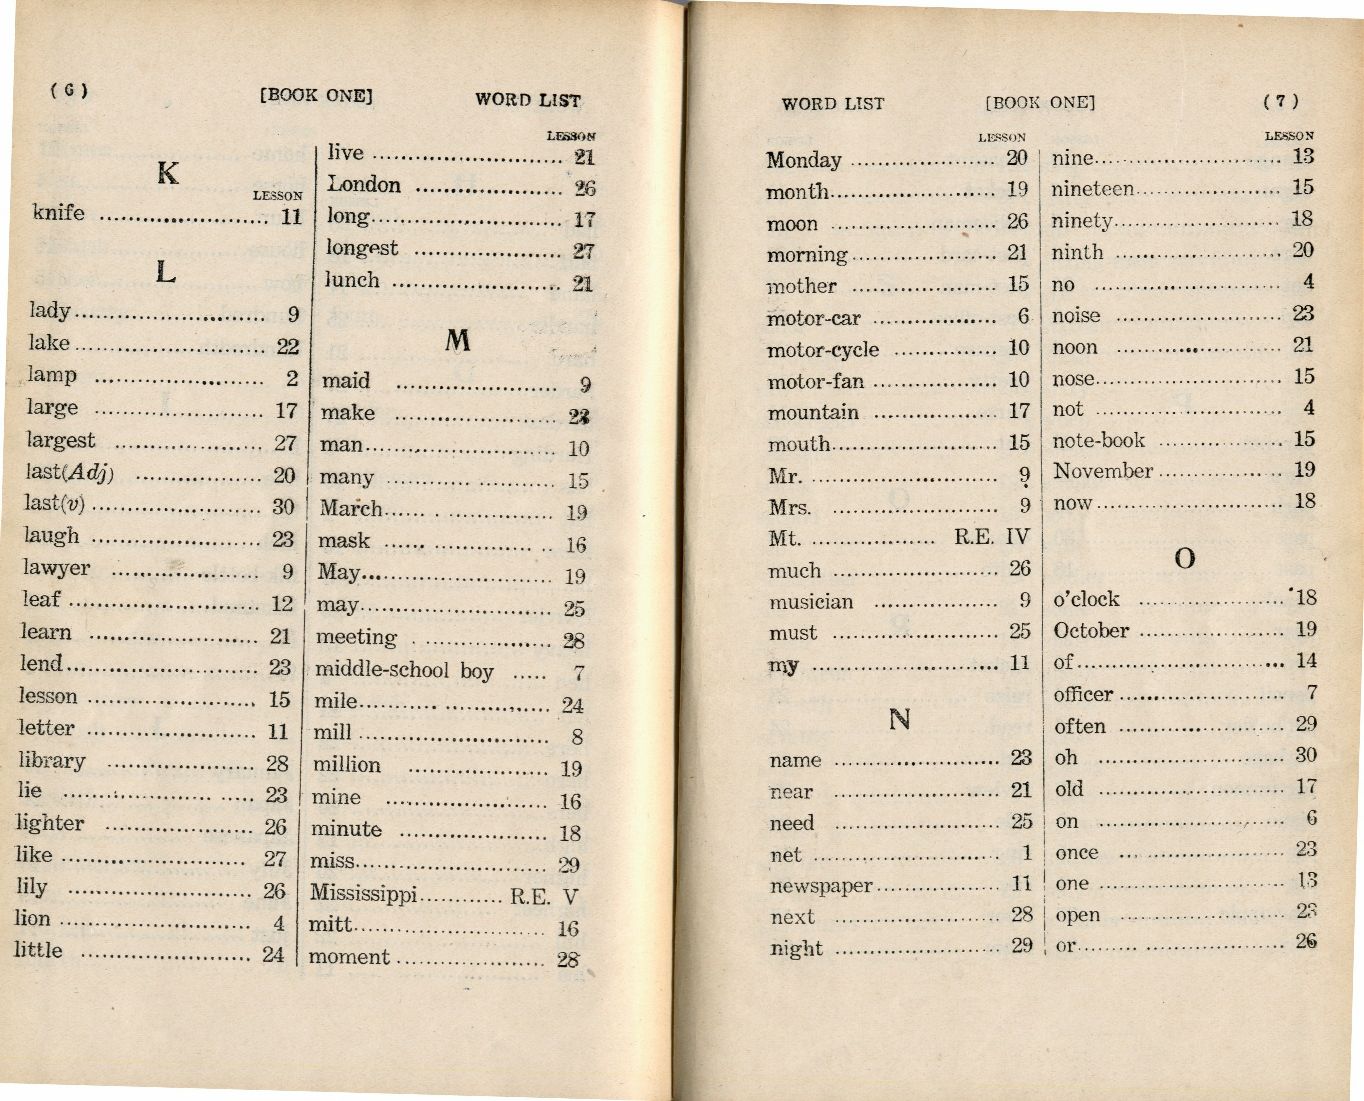 ( 6 ) [BOOK ONE] WORD LIST
K
LESSON
knife ........................ 11
L
lady ........................ 9
lake ........................ 22
lamp ........................ 2
large ........................ 17
largest ..................... 27
last(Adj) .................. 20
last(v) ..................... 30
laugh ........................ 23
lawyer ..................... 9
leaf ........................ 12
learn ........................ 21
lend ........................ 23
lesson ..................... 15
letter ........................ 11
library ..................... 28
lie ........................ 23
lighter ..................... 26
like ........................ 27
lily ........................ 26
lion ........................ 4
little ........................ 24
LESSON
live ........................ 21
London ..................... 26
long ........................ 17
longest ..................... 27
lunch ........................ 21
M
maid ........................ 9
make ........................
man ........................ 10
many ........................ 15
March ........................ 19
mask ........................ 16
May ........................ 19
may ........................ 25
meeting ..................... 28
middle-school boy ..... 7
mile ........................ 24
mill ........................ 8
million ..................... 19
mine ........................ 16
minute ..................... 18
miss ........................ 29
Mississippi ............ R.E. V
mitt ........................ 16
moment ..................... 28
WORD LIST [BOOK ONE] ( 7 )
LESSON
Monday ..................... 20
month ........................ 19
moon ........................ 26
morning ..................... 21
mother ..................... 15
motor-car .................. 6
motor-cycle ............... 10
motor-fan .................. 10
mountain .................. 17
mouth ........................ 15
Mr. ........................ 9
Mrs. ........................ 9
Mt. .................. R.E. IV
much ........................ 26
musician .................. 9
must ........................ 25
my ........................ 11
N
name ........................ 23
near ........................ 21
need ........................ 25
net ........................ 1
newspaper .................. 11
next ........................ 28
night ........................ 29
LESSON
nine ........................ 13
nineteen ..................... 15
ninety ........................ 18
ninth ........................ 20
no ........................ 4
noise ........................ 23
noon ........................ 21
nose ........................ 15
not ........................ 4
note-book .................. 15
November .................. 19
now ........................ 18
O
o'clock ..................... 18
October ..................... 19
of ........................ 14
officer ..................... 7
often ........................ 29
oh ........................ 30
old ........................ 17
on ........................ 6
once ........................ 23
one ........................ 13
open ........................ 23
or ........................ 26